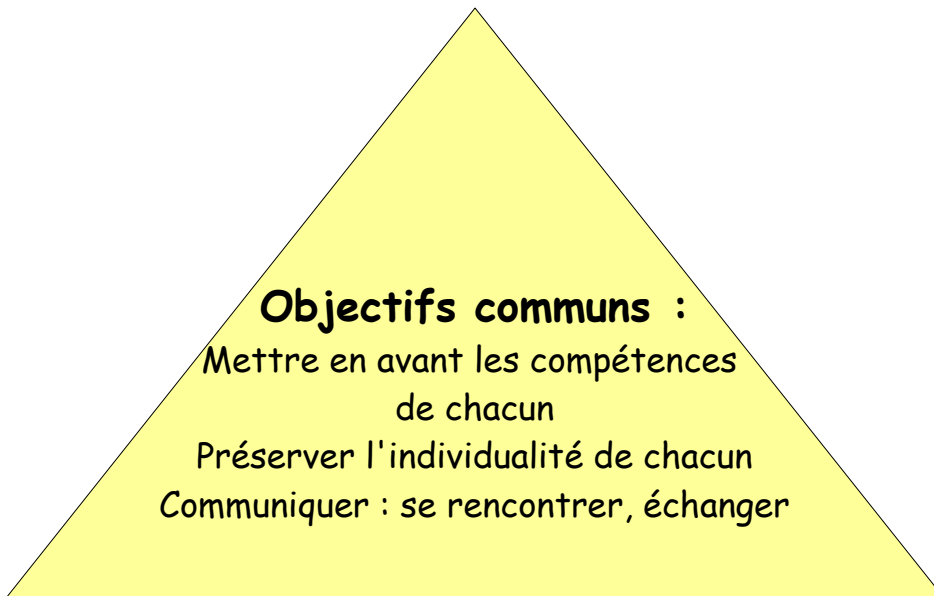 Objectifs communs :
Mettre en avant les compétences
de chacun
Préserver l'individualité de chacun
Communiquer : se rencontrer, échanger